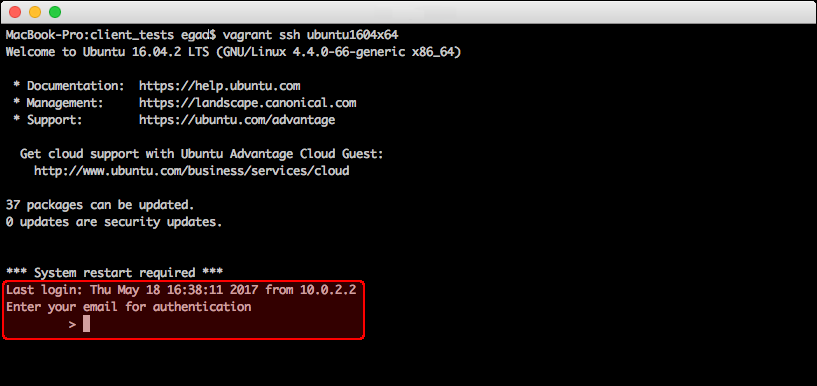 MacBook-Pro:client_tests egad$ vagrant ssh ubuntu1604x64
Welcome to Ubuntu 16.04.2 LTS (GNU/Linux 4.4.0-66-generic x86_64)
* Documentation:  https://help.ubuntu.com
* Management:     https://landscape.canonical.com
* Support:        https://ubuntu.com/advantage
Get cloud support with Ubuntu Advantage Cloud Guest:
http://www.ubuntu.com/business/services/cloud
37 packages can be updated.
0 updates are security updates.
*** System restart required ***
Last login: Thu May 18 16:38:11 2017 from 10.0.2.2
Enter your email for authentication
>